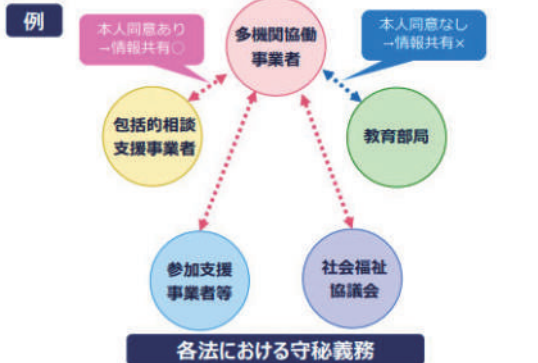 例
本人同意あり
→情報共有○
多機関協働
事業者
本人同意なし
→情報共有×
包括的相談
支援事業者
教育部局
参加支援
事業者等
社会福祉
協議会
各法における守秘義務